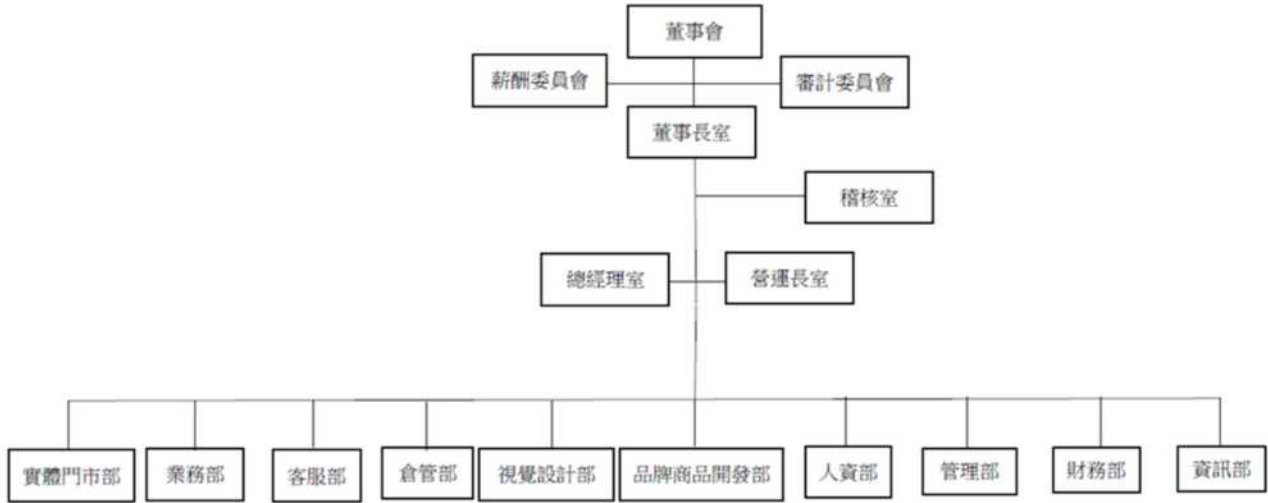 董事會
薪酬委員會
審計委員會
董事長室
稽核室
總經理室
營運長室
實體門市部
業務部
客服部
倉管部
視覺設計部
品牌商品開發部
人資部
管理部
財務部
資訊部